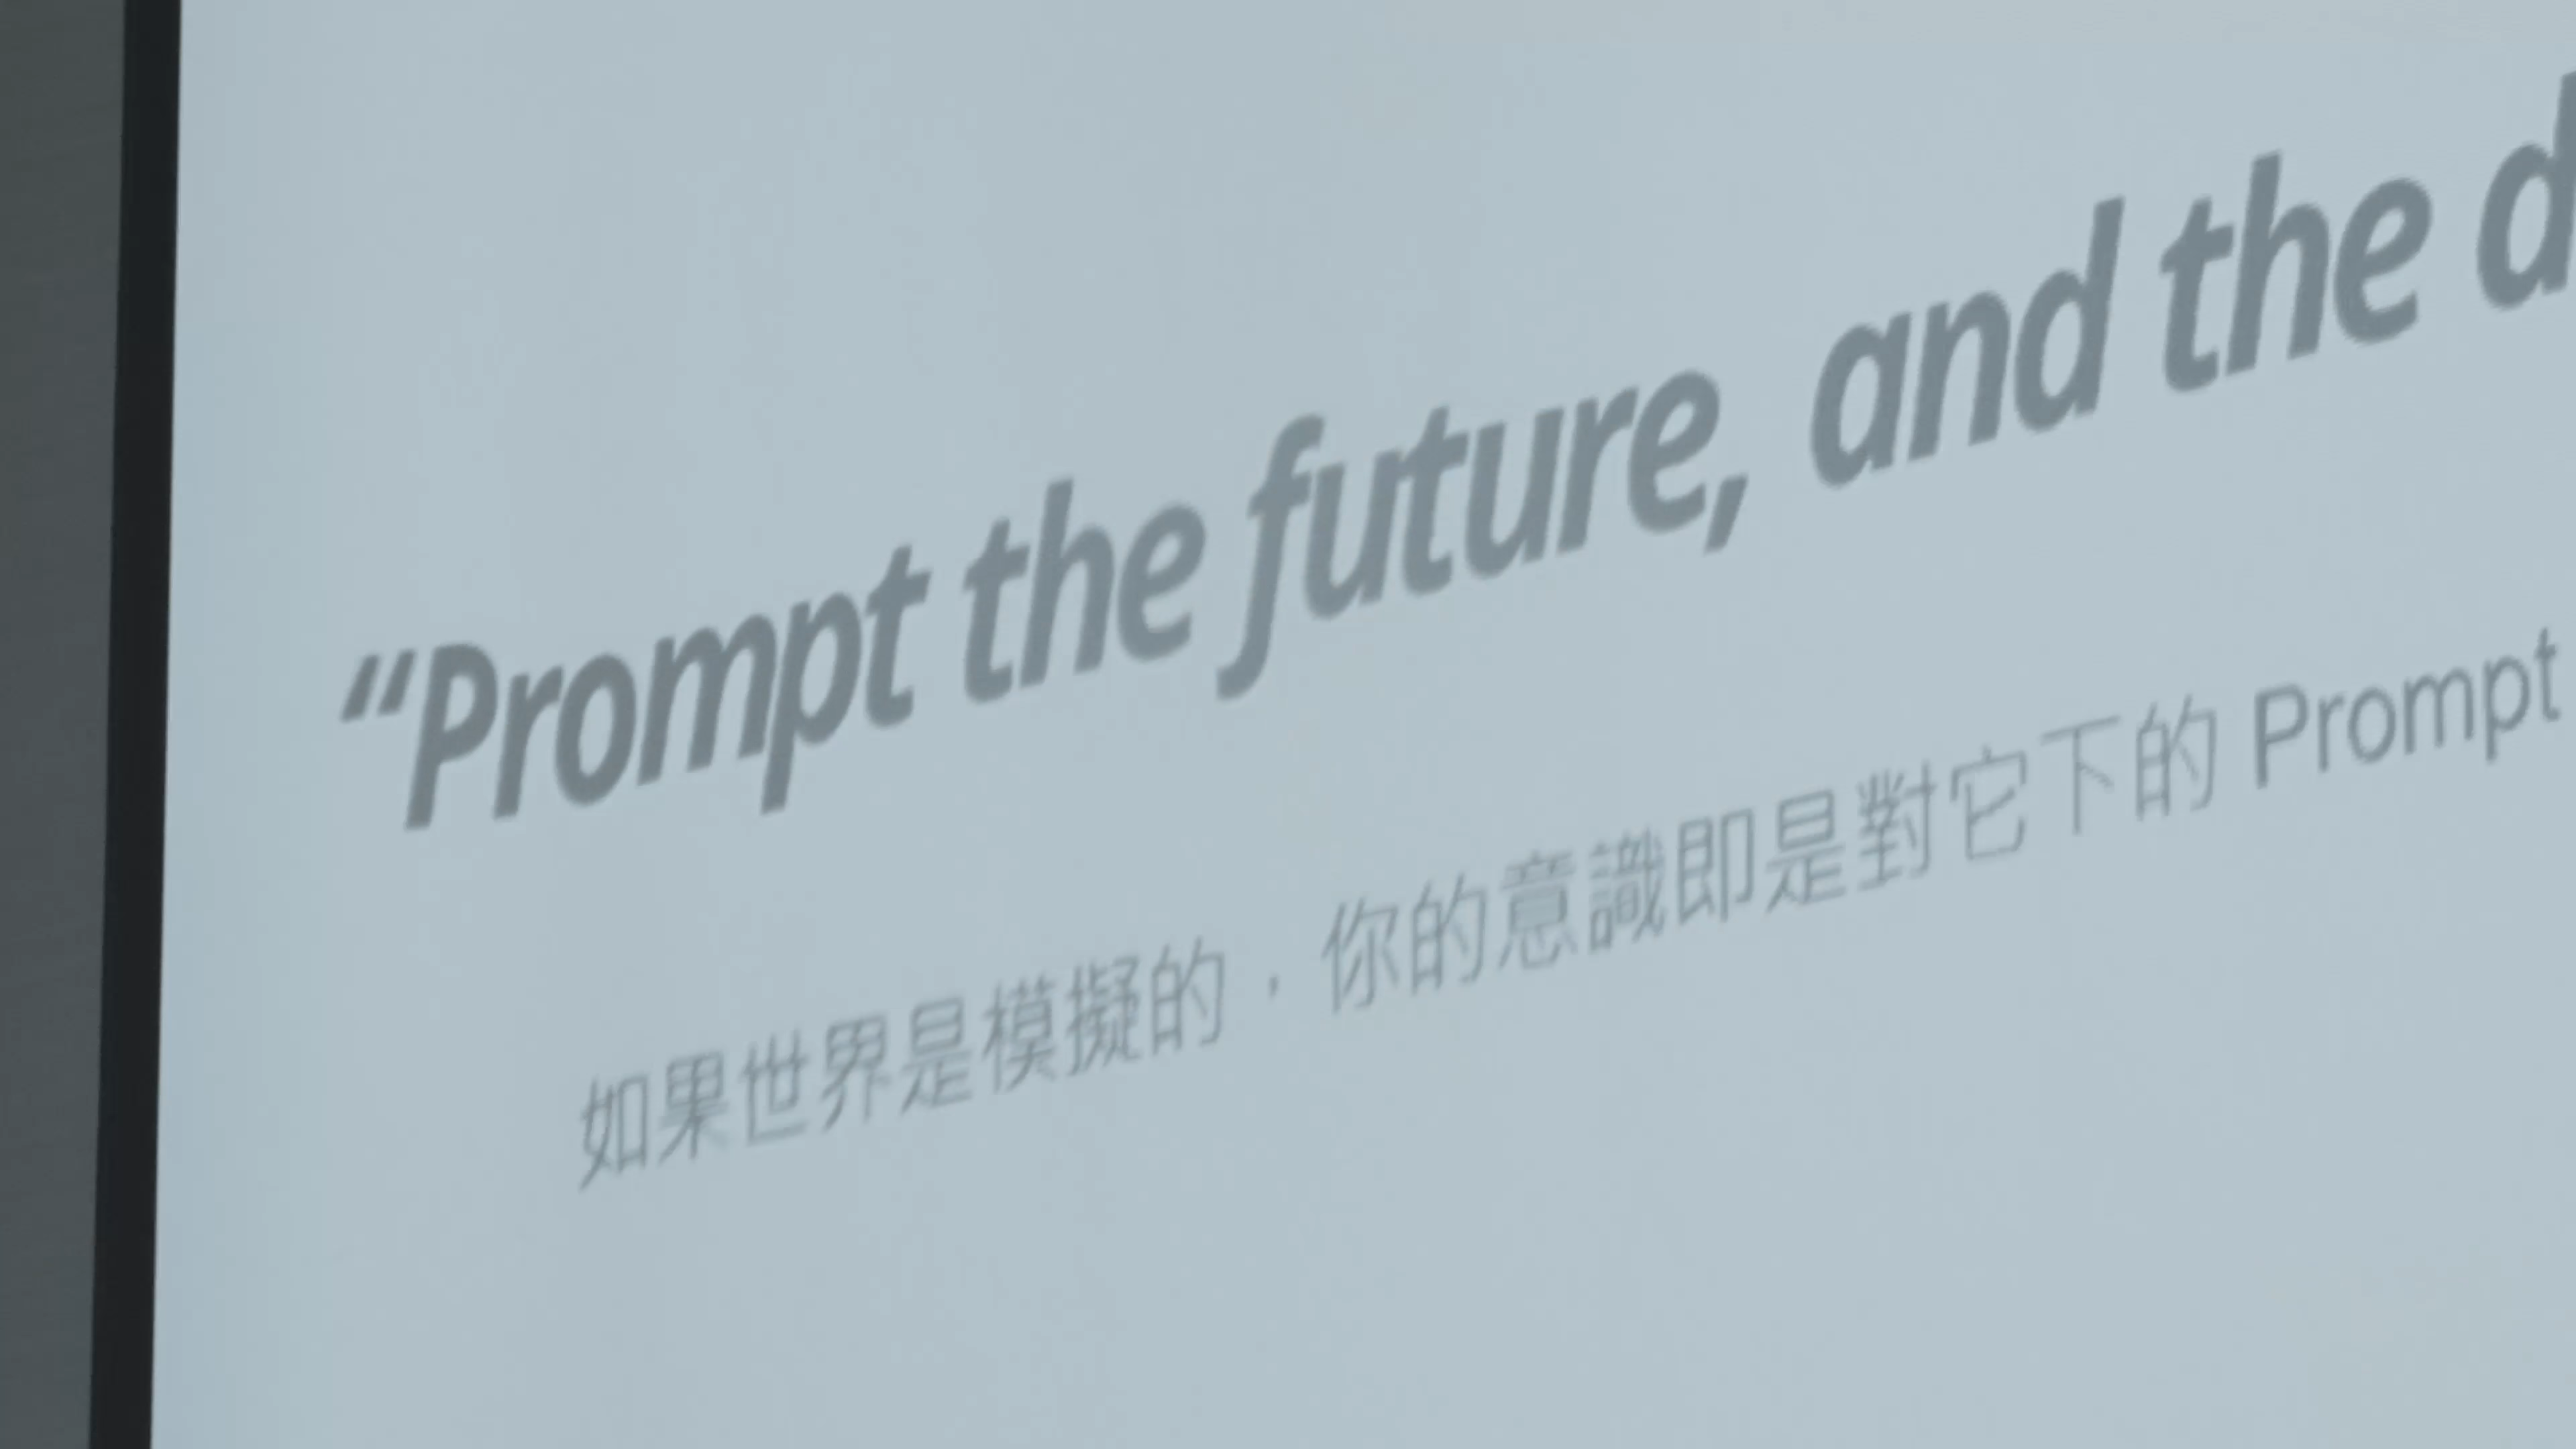 “Prompt the future, and the d
如果世界是模擬的，你的意識即是對它下的 Prompt